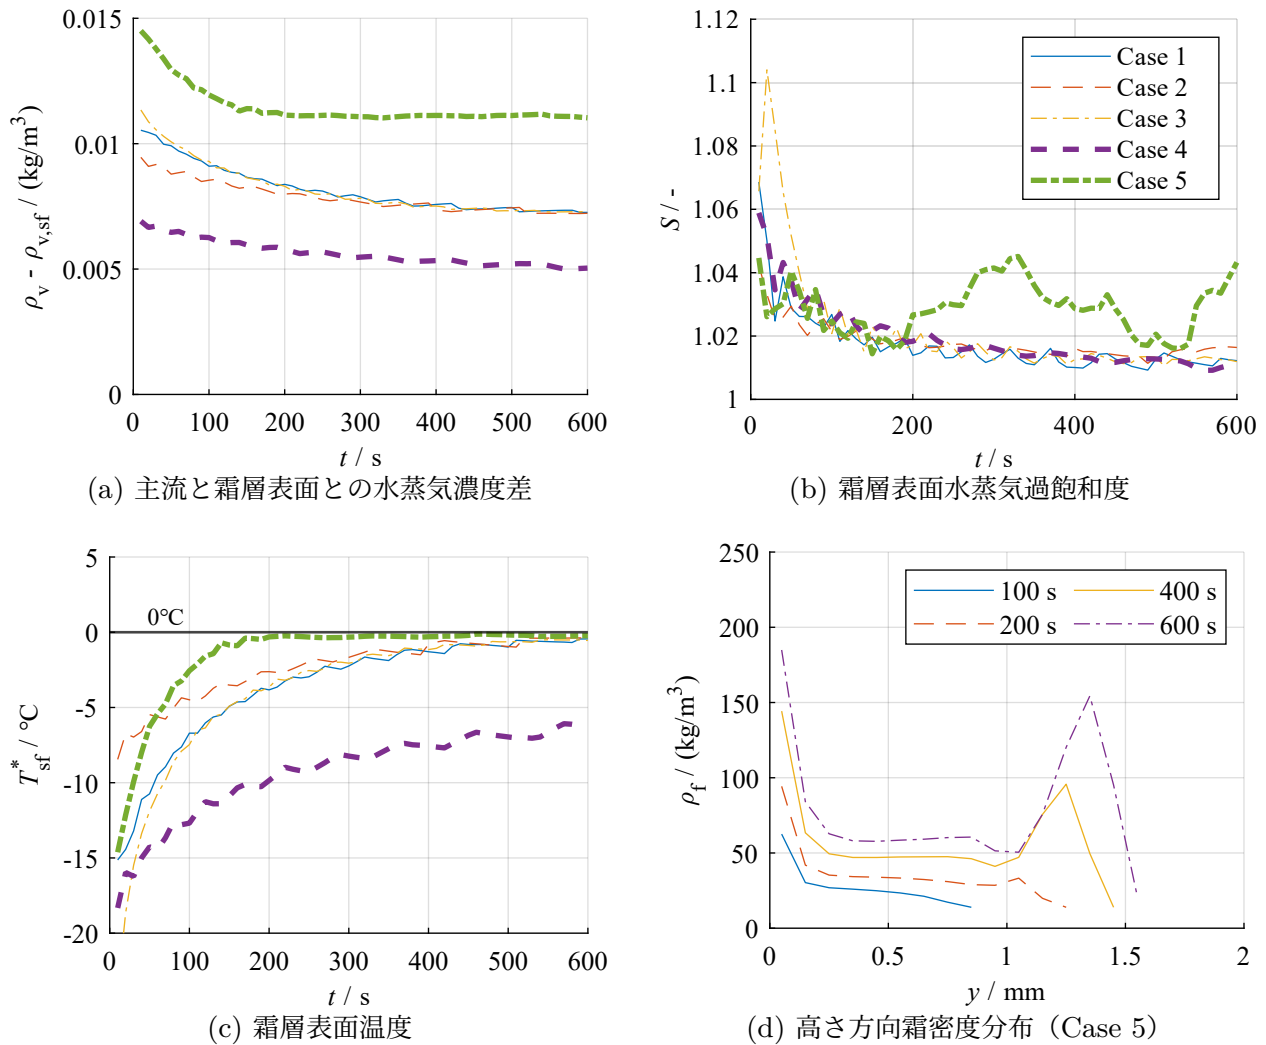 0.015
0.01
0.005
0
0 100 200 300 400 500 600
ρv - ρv,sf / (kg/m³)
t / s
(a) 主流と霜層表面との水蒸気濃度差
1.12
1.1
1.08
1.06
1.04
1.02
1
0 200 400 600
S / -
t / s
Case 1
Case 2
Case 3
Case 4
Case 5
(b) 霜層表面水蒸気過飽和度
5
0
-5
-10
-15
-20
0 100 200 300 400 500 600
0℃
T*sf / °C
t / s
(c) 霜層表面温度
250
200
150
100
50
0
0 0.5 1 1.5 2
ρf / (kg/m³)
y / mm
100 s 400 s
200 s 600 s
(d) 高さ方向霜密度分布（Case 5）